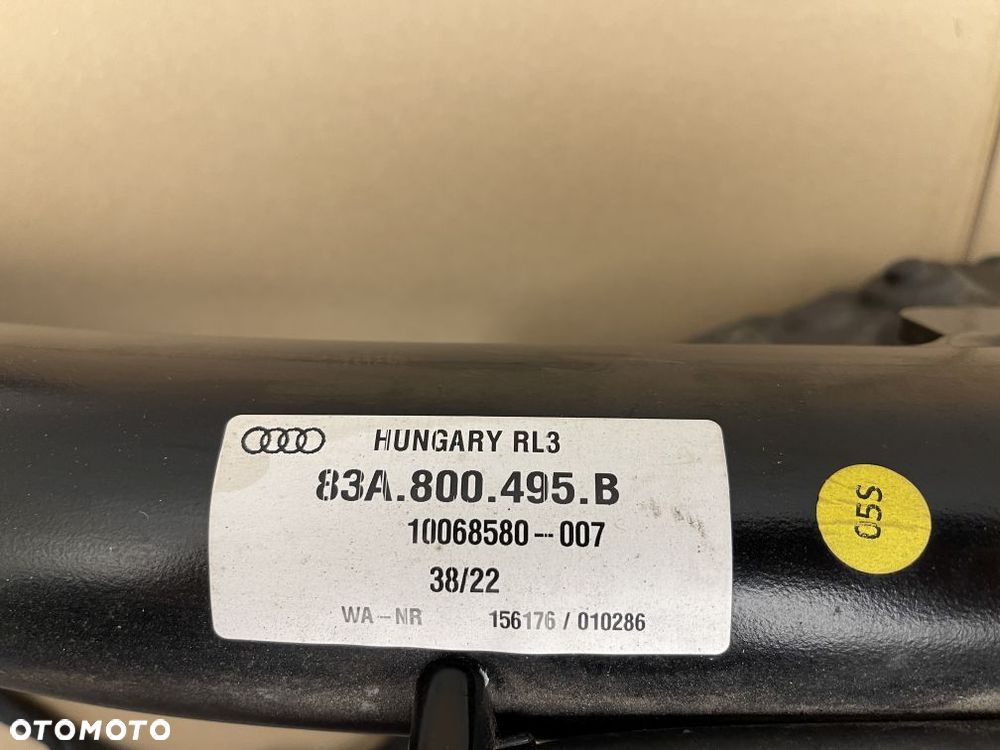 HUNGARY RL3
83A.800.495.B
10068580-007
38/22
WA-NR 156176 / 010286
05S
OTOMOTO